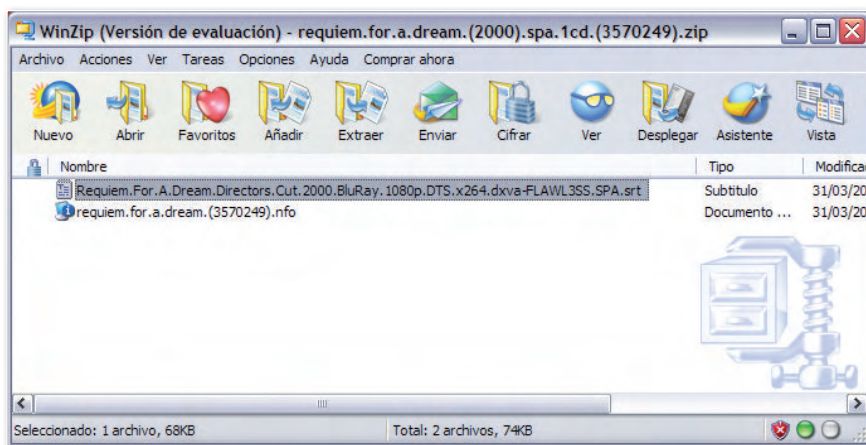 WinZip (Versión de evaluación) - requiem.for.a.dream.(2000).spa.1cd.(3570249).zip
Archivo Acciones Ver Tareas Opciones Ayuda Comprar ahora
Nuevo Abrir Favoritos Añadir Extraer Enviar Cifrar Ver Desplegar Asistente Vista
Nombre Tipo Modifica
Requiem.For.A.Dream.Directors.Cut.2000.BluRay.1080p.DTS.x264.dxva-FLAWL3SS.SPA.srt Subtitulo 31/03/20
requiem.for.a.dream.(3570249).nfo Documento ... 31/03/20
Seleccionado: 1 archivo, 68KB Total: 2 archivos, 74KB